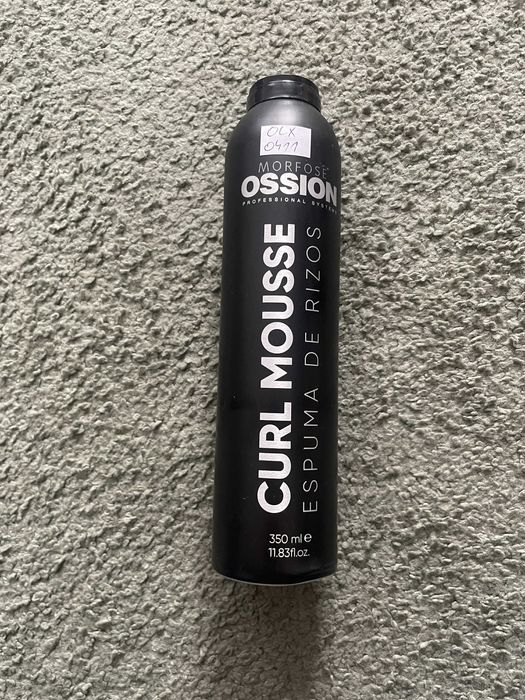 OLX
0411
MORFOSE
OSSION
PROFESSIONAL SYSTEM
CURL MOUSSE
ESPUMA DE RIZOS
350 ml e
11.83fl.oz.